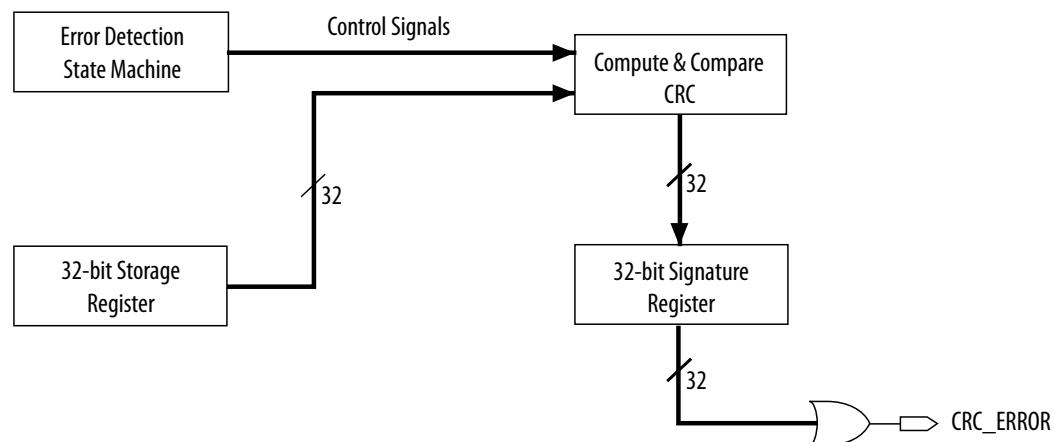 Error Detection
State Machine
Control Signals
Compute & Compare
CRC
32
32
32-bit Storage
Register
32-bit Signature
Register
32
CRC_ERROR